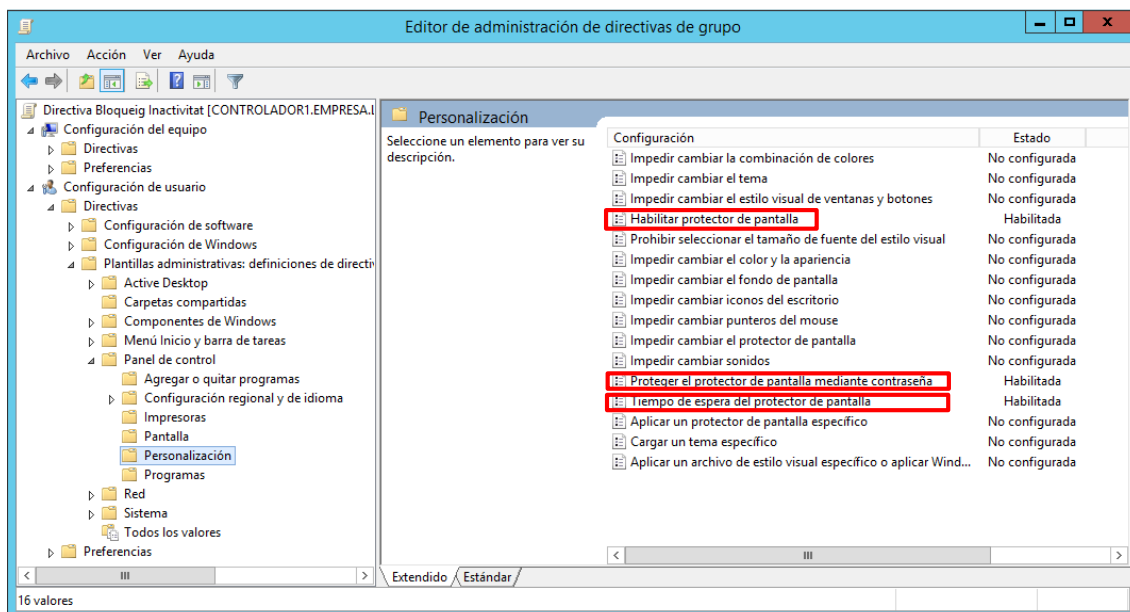 Editor de administración de directivas de grupo
Archivo Acción Ver Ayuda
Directiva Bloqueig Inactivitat [CONTROLADOR1.EMPRESA.L
Configuración del equipo
Directivas
Preferencias
Configuración de usuario
Directivas
Configuración de software
Configuración de Windows
Plantillas administrativas: definiciones de directiv
Active Desktop
Carpetas compartidas
Componentes de Windows
Menú Inicio y barra de tareas
Panel de control
Agregar o quitar programas
Configuración regional y de idioma
Impresoras
Pantalla
Personalización
Programas
Red
Sistema
Todos los valores
Preferencias
Personalización
Seleccione un elemento para ver su
descripción.
Configuración Estado
Impedir cambiar la combinación de colores No configurada
Impedir cambiar el tema No configurada
Impedir cambiar el estilo visual de ventanas y botones No configurada
Habilitar protector de pantalla Habilitada
Prohibir seleccionar el tamaño de fuente del estilo visual No configurada
Impedir cambiar el color y la apariencia No configurada
Impedir cambiar el fondo de pantalla No configurada
Impedir cambiar iconos del escritorio No configurada
Impedir cambiar punteros del mouse No configurada
Impedir cambiar el protector de pantalla No configurada
Impedir cambiar sonidos No configurada
Proteger el protector de pantalla mediante contraseña Habilitada
Tiempo de espera del protector de pantalla Habilitada
Aplicar un protector de pantalla específico No configurada
Cargar un tema específico No configurada
Aplicar un archivo de estilo visual específico o aplicar Wind... No configurada
Extendido Estándar
16 valores